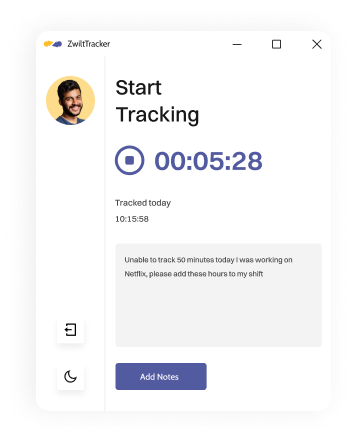 ZwiltTracker
Start
Tracking
00:05:28
Tracked today
10:15:58
Unable to track 50 minutes today I was working on
Netflix, please add these hours to my shift
Add Notes